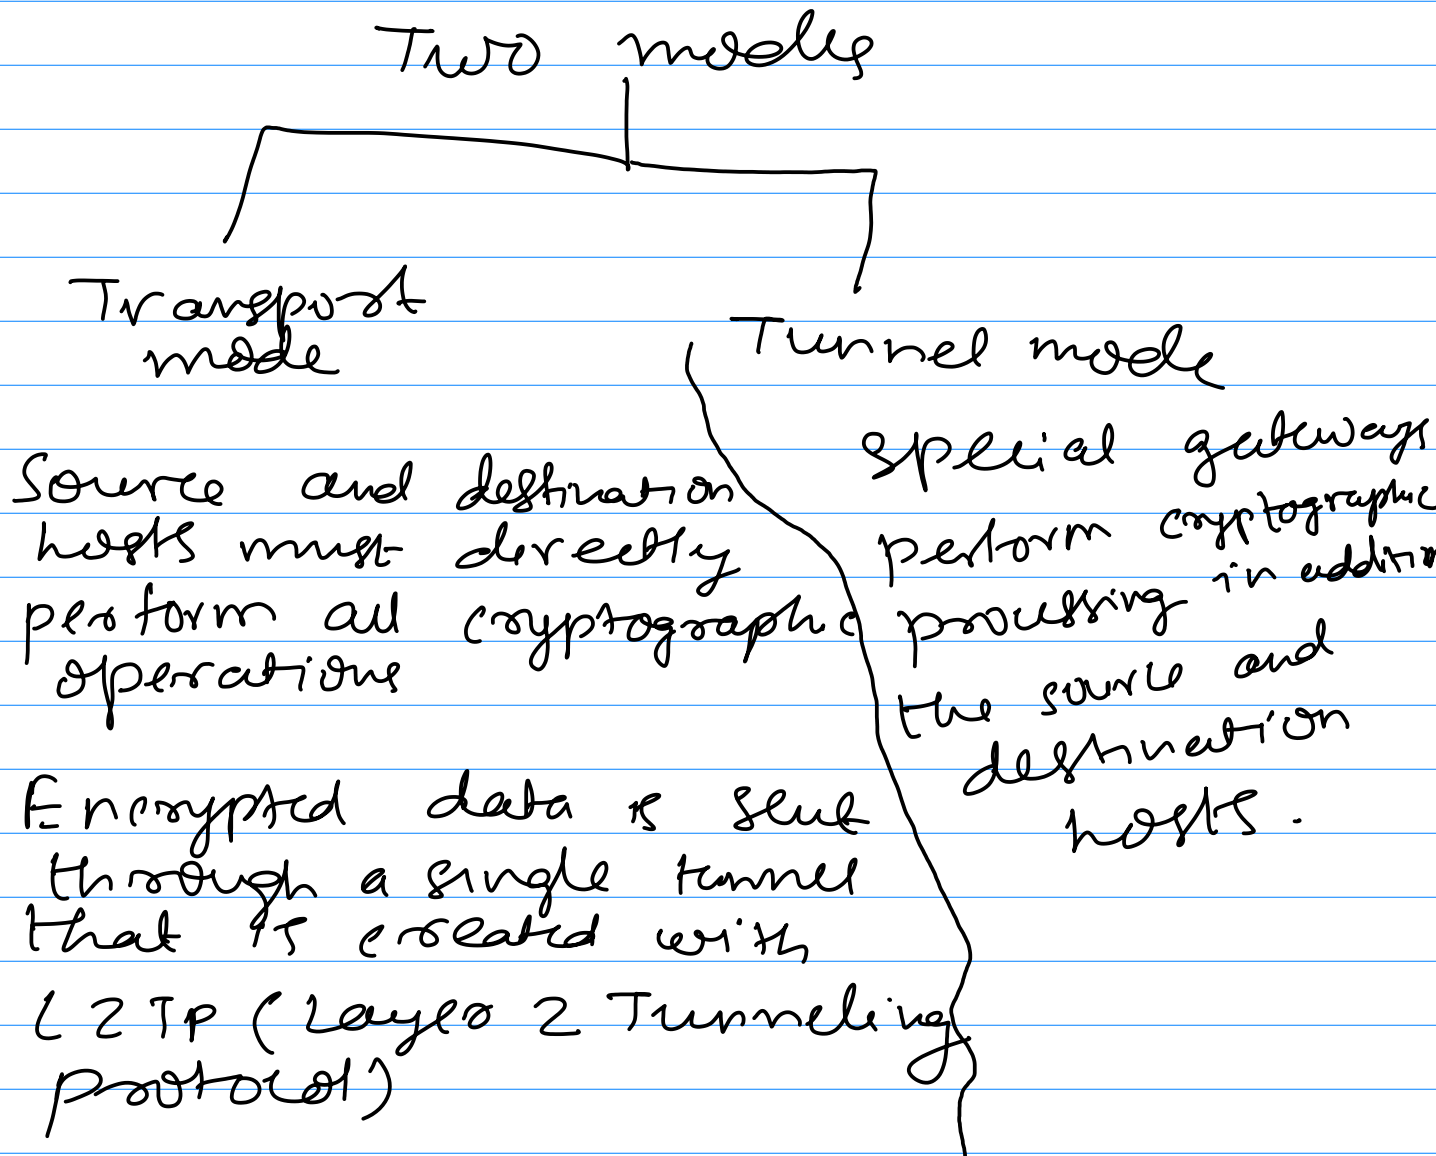 Two modes
Transport
mode
Source and destination
hosts must directly
perform all cryptographic
operations
Encrypted data is sent
through a single tunnel
that is created with
L2TP (Layer 2 Tunneling
protocol)
Tunnel mode
special gateways
perform cryptographic
processing in addition
the source and
destination
hosts.